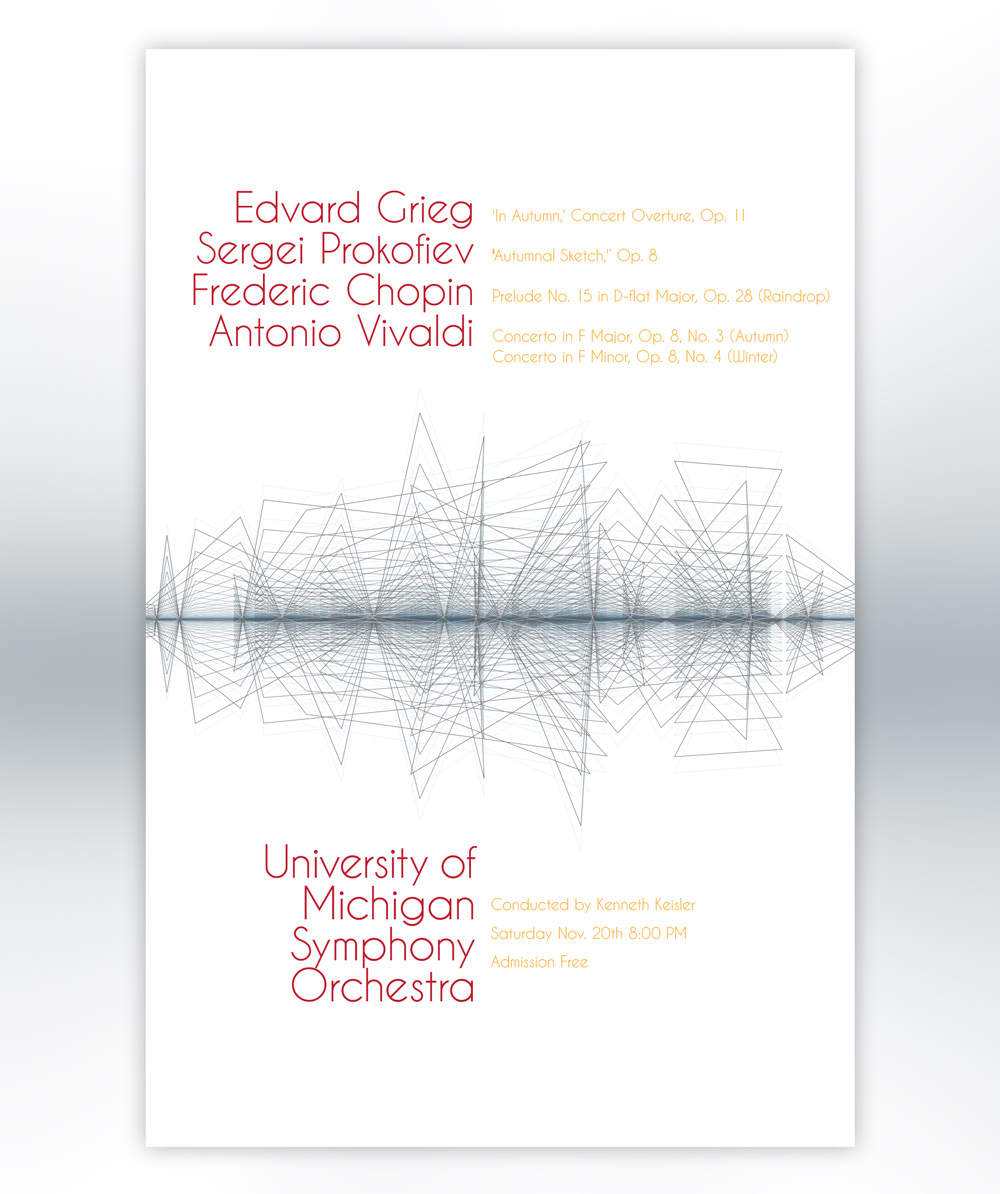 Edvard Grieg
'In Autumn,' Concert Overture, Op. 11
Sergei Prokofiev
'Autumnal Sketch,'' Op. 8
Frederic Chopin
Prelude No. 15 in D-flat Major, Op. 28 (Raindrop)
Antonio Vivaldi
Concerto in F Major, Op. 8, No. 3 (Autumn)
Concerto in F Minor, Op. 8, No. 4 (Winter)
University of
Michigan
Symphony
Orchestra
Conducted by Kenneth Keisler
Saturday Nov. 20th 8:00 PM
Admission Free